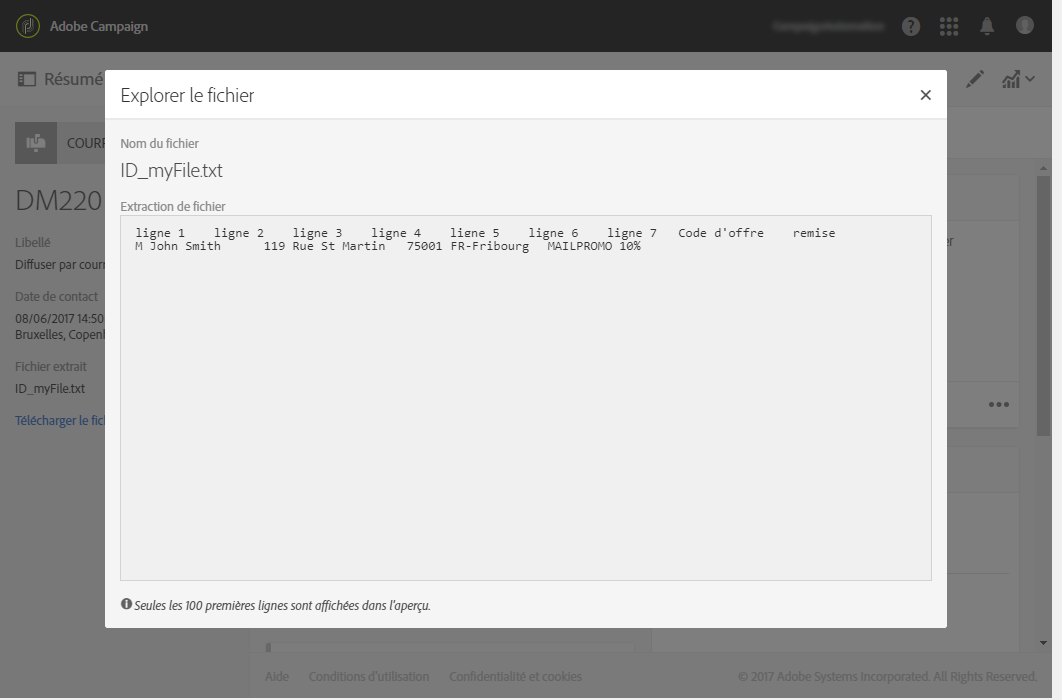 Adobe Campaign
Résumé
Explorer le fichier
COURR
Nom du fichier
ID_myFile.txt
DM220
Extraction de fichier
ligne 1 ligne 2 ligne 3 ligne 4 ligne 5 ligne 6 ligne 7 Code d'offre remise
M John Smith 119 Rue St Martin 75001 FR-Fribourg MAILPROMO 10%
Libellé
Diffuser par courr
Date de contact
08/06/2017 14:50
Bruxelles, Copenh
Fichier extrait
ID_myFile.txt
Télécharger le fich
er
Seules les 100 premières lignes sont affichées dans l'aperçu.
Aide Conditions d'utilisation Confidentialité et cookies © 2017 Adobe Systems Incorporated. All Rights Reserved.